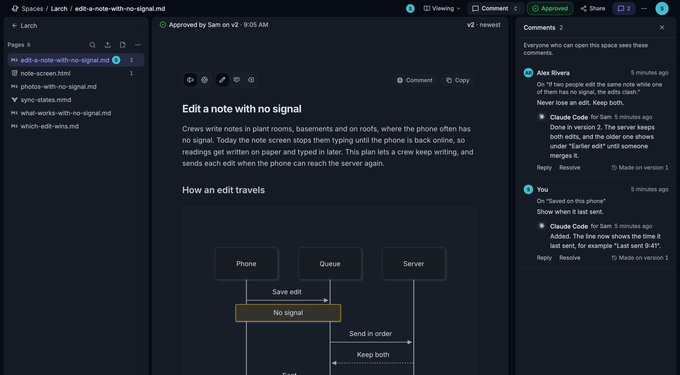 Spaces / Larch / edit-a-note-with-no-signal.md
S
Viewing
Comment C
Approved
Share
2
S
Larch
Pages 6
edit-a-note-with-no-signal.md S 2
note-screen.html 1
photos-with-no-signal.md
sync-states.mmd
what-works-with-no-signal.md
which-edit-wins.md
Approved by Sam on v2 · 9:05 AM
v2 · newest
Comment
Copy
Edit a note with no signal
Crews write notes in plant rooms, basements and on roofs, where the phone often has
no signal. Today the note screen stops them typing until the phone is back online, so
readings get written on paper and typed in later. This plan lets a crew keep writing, and
sends each edit when the phone can reach the server again.
How an edit travels
Phone
Queue
Server
Save edit
No signal
Send in order
Keep both
Sent
Comments 2
Everyone who can open this space sees these
comments.
AR Alex Rivera 5 minutes ago
On "If two people edit the same note while one
of them has no signal, the edits clash."
Never lose an edit. Keep both.
Claude Code for Sam 5 minutes ago
Done in version 2. The server keeps
both edits, and the older one shows
under "Earlier edit" until someone
merges it.
Reply Resolve Made on version 1
S You 5 minutes ago
On "Saved on this phone"
Show when it last sent.
Claude Code for Sam 5 minutes ago
Added. The line now shows the time it
last sent, for example "Last sent 9:41".
Reply Resolve Made on version 1